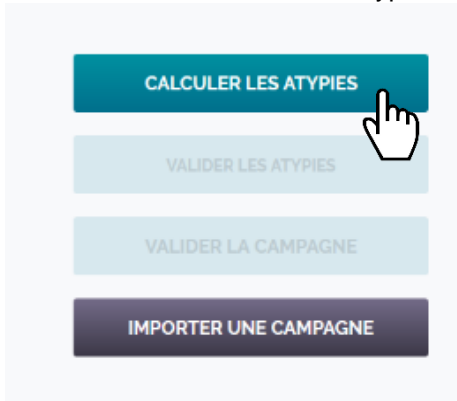 CALCULER LES ATYPIES
VALIDER LES ATYPIES
VALIDER LA CAMPAGNE
IMPORTER UNE CAMPAGNE